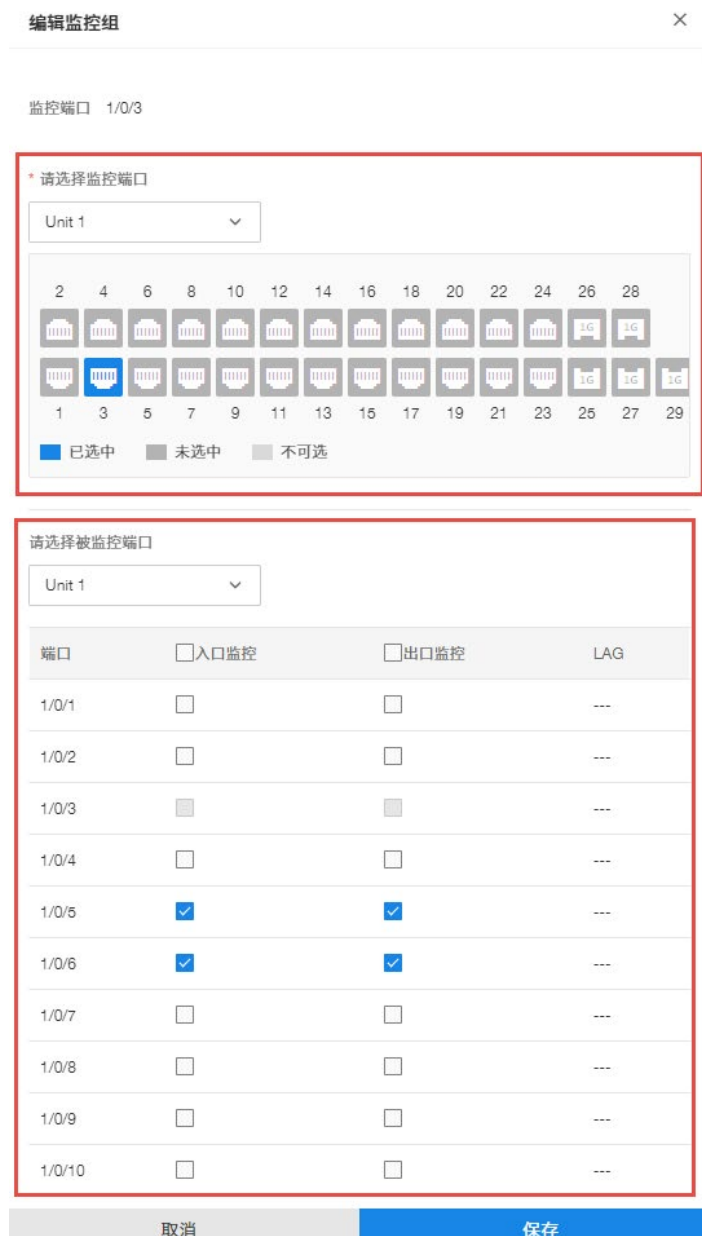 编辑监控组
监控端口 1/0/3
* 请选择监控端口
Unit 1
2 4 6 8 10 12 14 16 18 20 22 24 26 28
1G 1G
1G 1G 1G
1 3 5 7 9 11 13 15 17 19 21 23 25 27 29
已选中 未选中 不可选
请选择被监控端口
Unit 1
端口 入口监控 出口监控 LAG
1/0/1 ---
1/0/2 ---
1/0/3 ---
1/0/4 ---
1/0/5 ---
1/0/6 ---
1/0/7 ---
1/0/8 ---
1/0/9 ---
1/0/10 ---
取消 保存